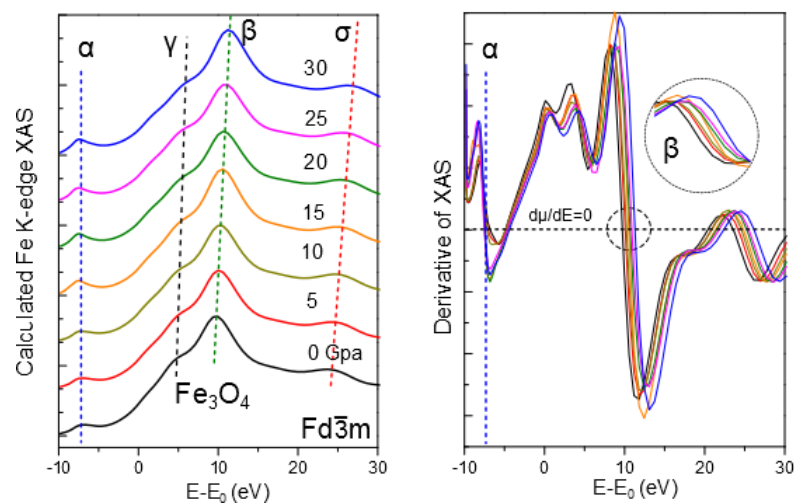 α
γ
β
σ
30
25
20
15
10
5
0 Gpa
Fe₃O₄
Fd3̅m
Calculated Fe K-edge XAS
-10
0
10
20
30
E-E₀ (eV)
α
β
dμ/dE=0
Derivative of XAS
-10
0
10
20
30
E-E₀ (eV)